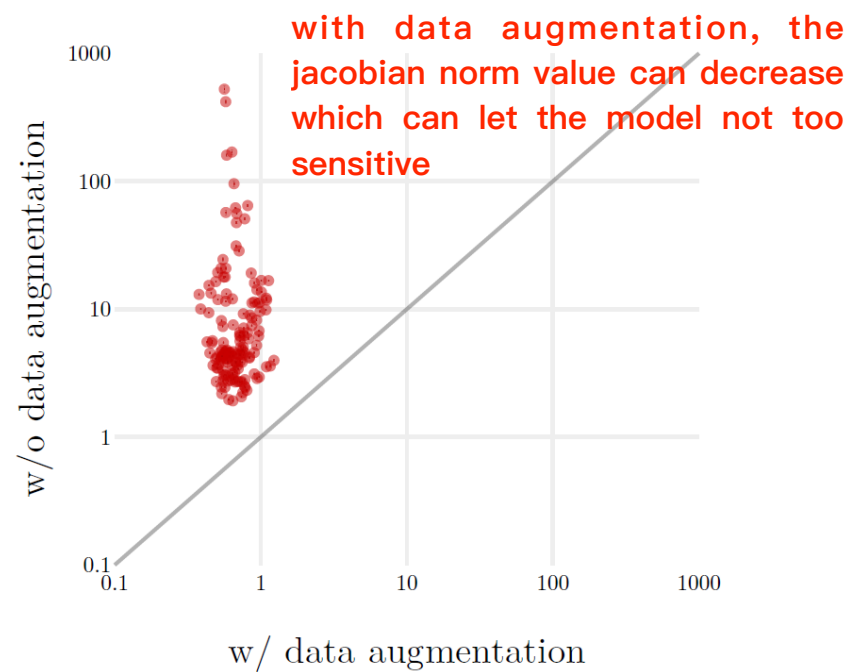 with data augmentation, the
jacobian norm value can decrease
which can let the model not too
sensitive
1000
100
10
1
0.1
w/o data augmentation
0.1
1
10
100
1000
w/ data augmentation